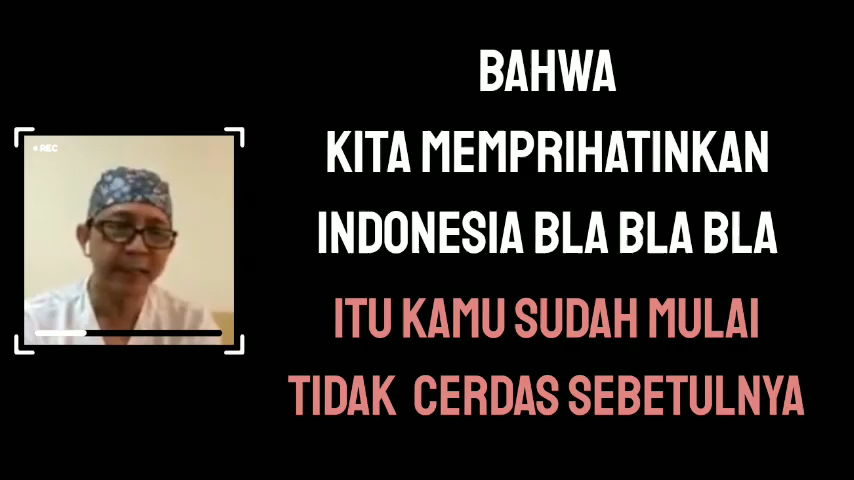 • REC
BAHWA
KITA MEMPRIHATINKAN
INDONESIA BLA BLA BLA
ITU KAMU SUDAH MULAI
TIDAK CERDAS SEBETULNYA